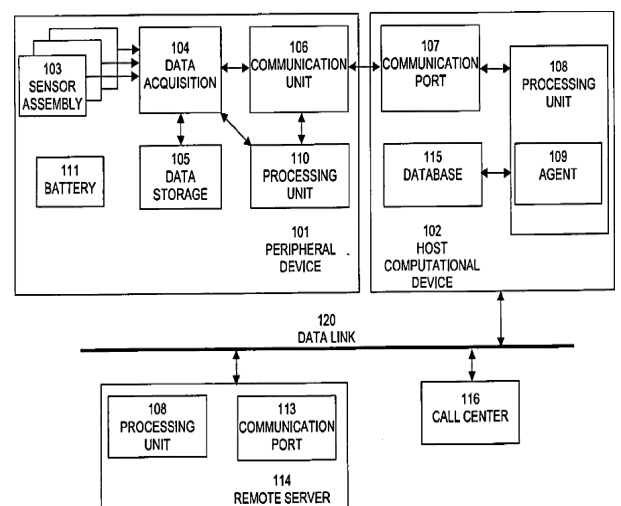 103
SENSOR
ASSEMBLY
104
DATA
ACQUISITION
106
COMMUNICATION
UNIT
107
COMMUNICATION
PORT
108
PROCESSING
UNIT
111
BATTERY
105
DATA
STORAGE
110
PROCESSING
UNIT
115
DATABASE
109
AGENT
101
PERIPHERAL
DEVICE
102
HOST
COMPUTATIONAL
DEVICE
120
DATA LINK
108
PROCESSING
UNIT
113
COMMUNICATION
PORT
116
CALL CENTER
114
REMOTE SERVER